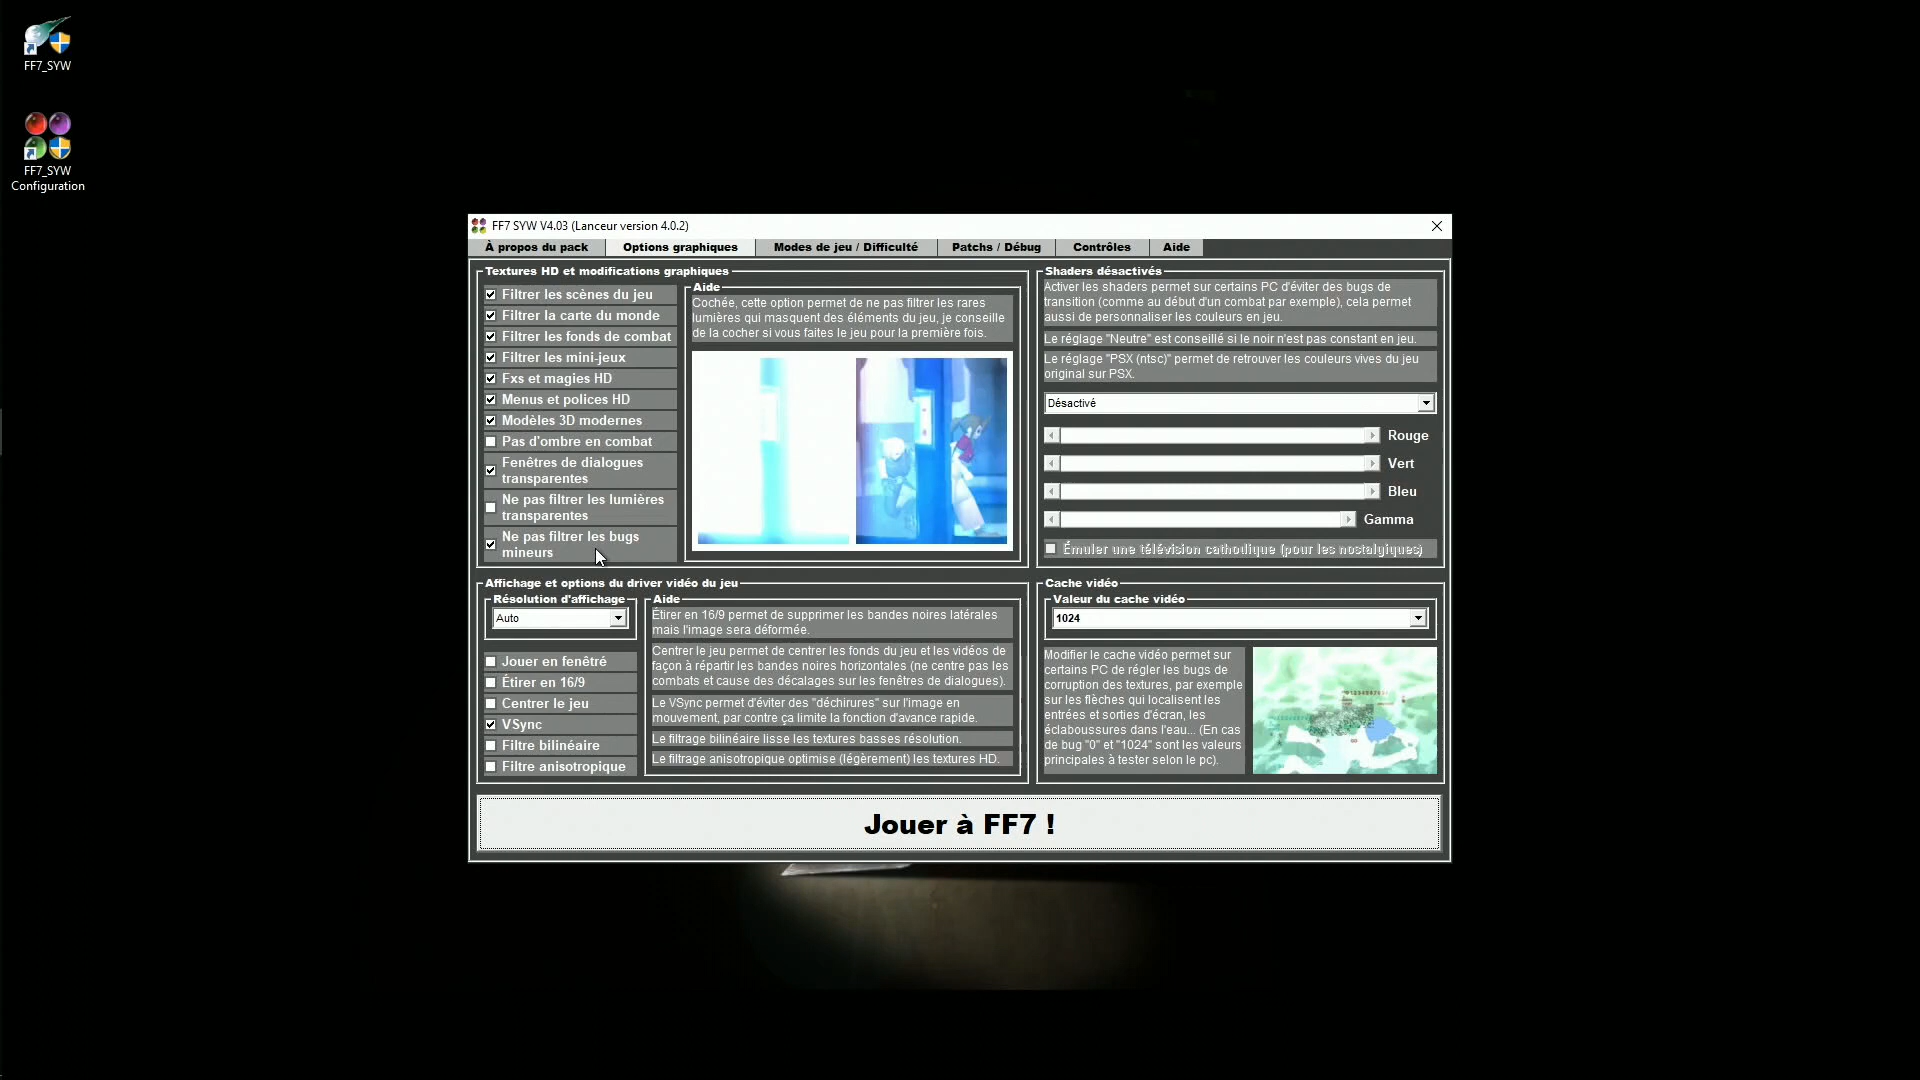 FF7_SYW
FF7_SYW
Configuration
FF7 SYW V4.03 (Lanceur version 4.0.2)
À propos du pack
Options graphiques
Modes de jeu / Difficulté
Patchs / Débug
Contrôles
Aide
Textures HD et modifications graphiques
Filtrer les scènes du jeu
Filtrer la carte du monde
Filtrer les fonds de combat
Filtrer les mini-jeux
Fxs et magies HD
Menus et polices HD
Modèles 3D modernes
Pas d'ombre en combat
Fenêtres de dialogues
transparentes
Ne pas filtrer les lumières
transparentes
Ne pas filtrer les bugs
mineurs
Aide
Cochée, cette option permet de ne pas filtrer les rares
lumières qui masquent des éléments du jeu, je conseille
de la cocher si vous faites le jeu pour la première fois.
Shaders désactivés
Activer les shaders permet sur certains PC d'éviter des bugs de
transition (comme au début d'un combat par exemple), cela permet
aussi de personnaliser les couleurs en jeu.
Le réglage "Neutre" est conseillé si le noir n'est pas constant en jeu.
Le réglage "PSX (ntsc)" permet de retrouver les couleurs vives du jeu
original sur PSX.
Désactivé
Rouge
Vert
Bleu
Gamma
Émuler une télévision cathodique (pour les nostalgiques)
Affichage et options du driver vidéo du jeu
Résolution d'affichage
Auto
Jouer en fenêtré
Étirer en 16/9
Centrer le jeu
VSync
Filtre bilinéaire
Filtre anisotropique
Aide
Étirer en 16/9 permet de supprimer les bandes noires latérales
mais l'image sera déformée.
Centrer le jeu permet de centrer les fonds du jeu et les vidéos de
façon à répartir les bandes noires horizontales (ne centre pas les
combats et cause des décalages sur les fenêtres de dialogues).
Le VSync permet d'éviter des "déchirures" sur l'image en
mouvement, par contre ça limite la fonction d'avance rapide.
Le filtrage bilinéaire lisse les textures basses résolution.
Le filtrage anisotropique optimise (légèrement) les textures HD.
Cache vidéo
Valeur du cache vidéo
1024
Modifier le cache vidéo permet sur
certains PC de régler les bugs de
corruption des textures, par exemple
sur les flèches qui localisent les
entrées et sorties d'écran, les
éclaboussures dans l'eau... (En cas
de bug "0" et "1024" sont les valeurs
principales à tester selon le pc).
Jouer à FF7 !